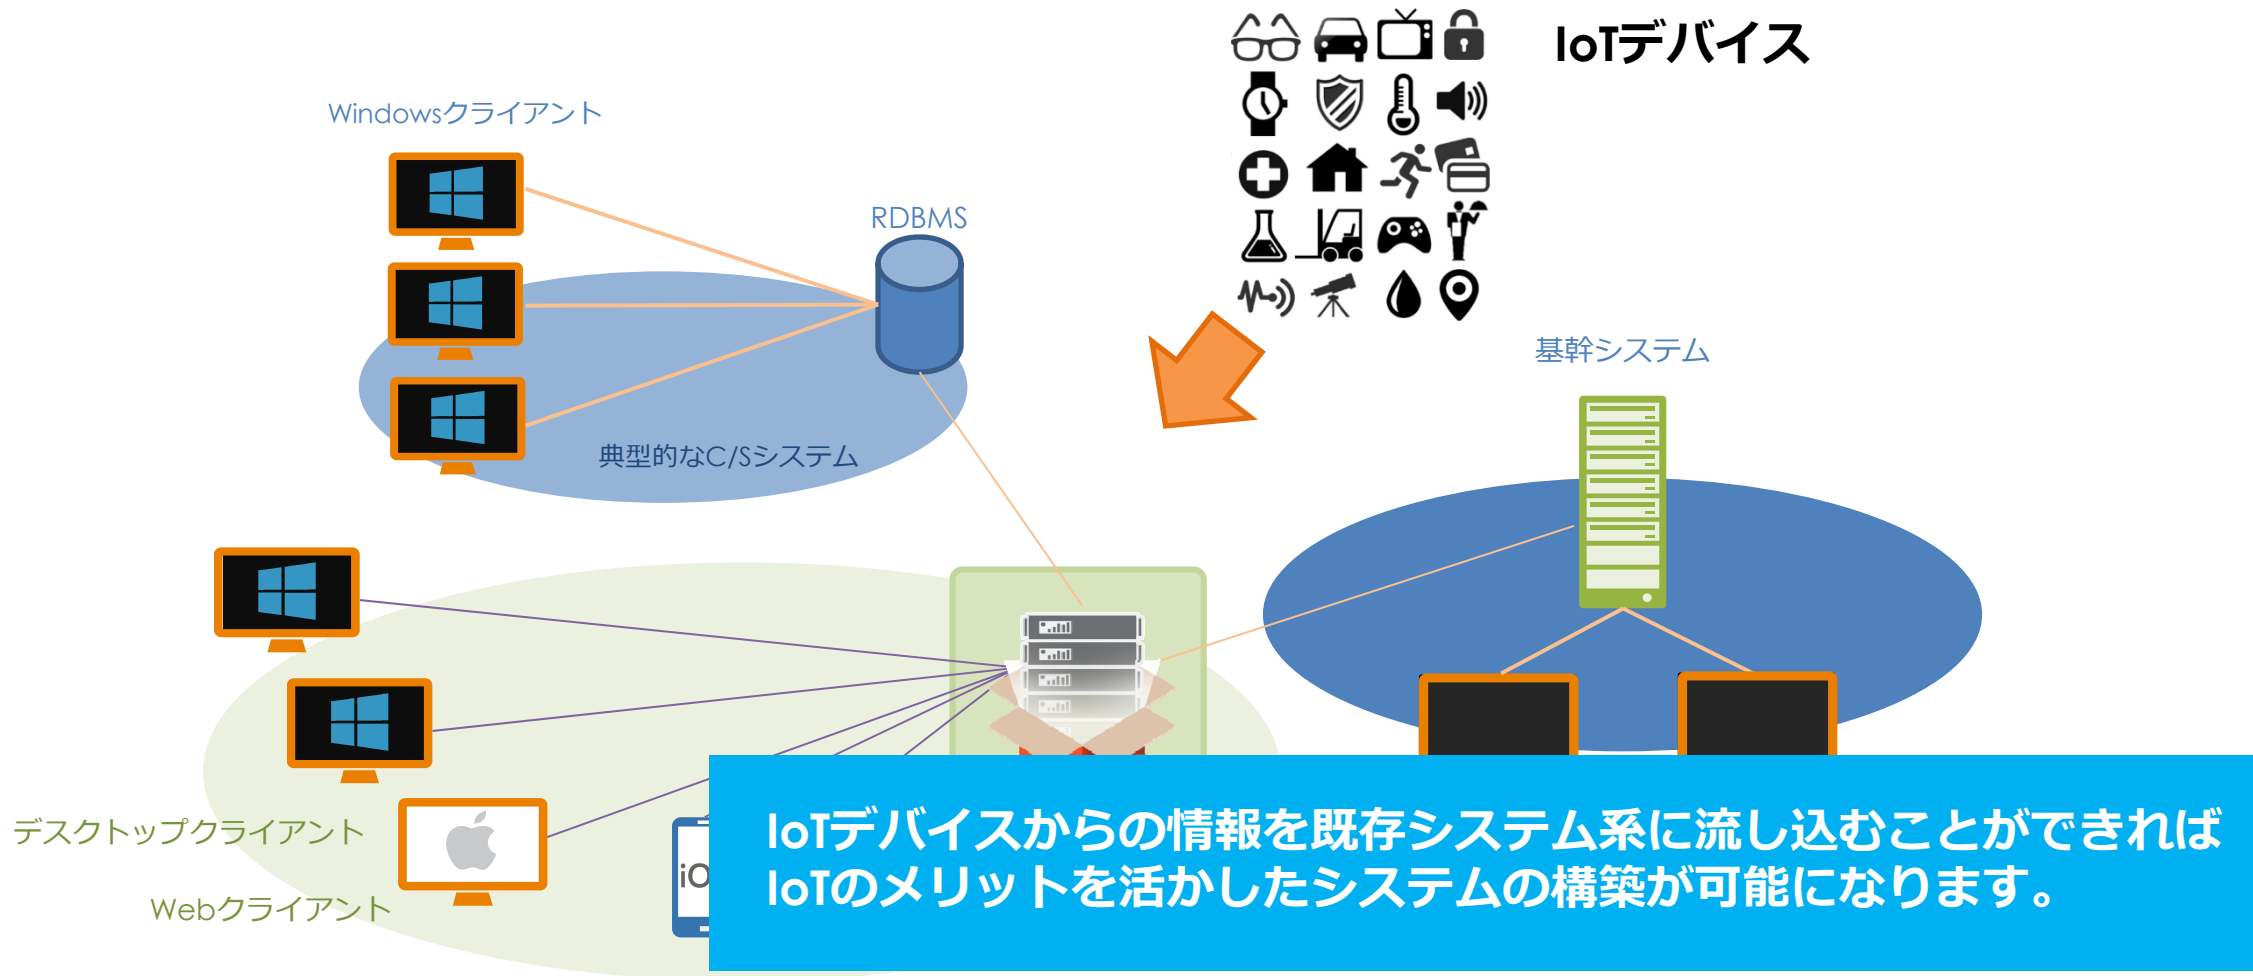 IoTデバイス
Windowsクライアント
RDBMS
基幹システム
典型的なC/Sシステム
デスクトップクライアント
Webクライアント
iO
IoTデバイスからの情報を既存システム系に流し込むことができれば
IoTのメリットを活かしたシステムの構築が可能になります。